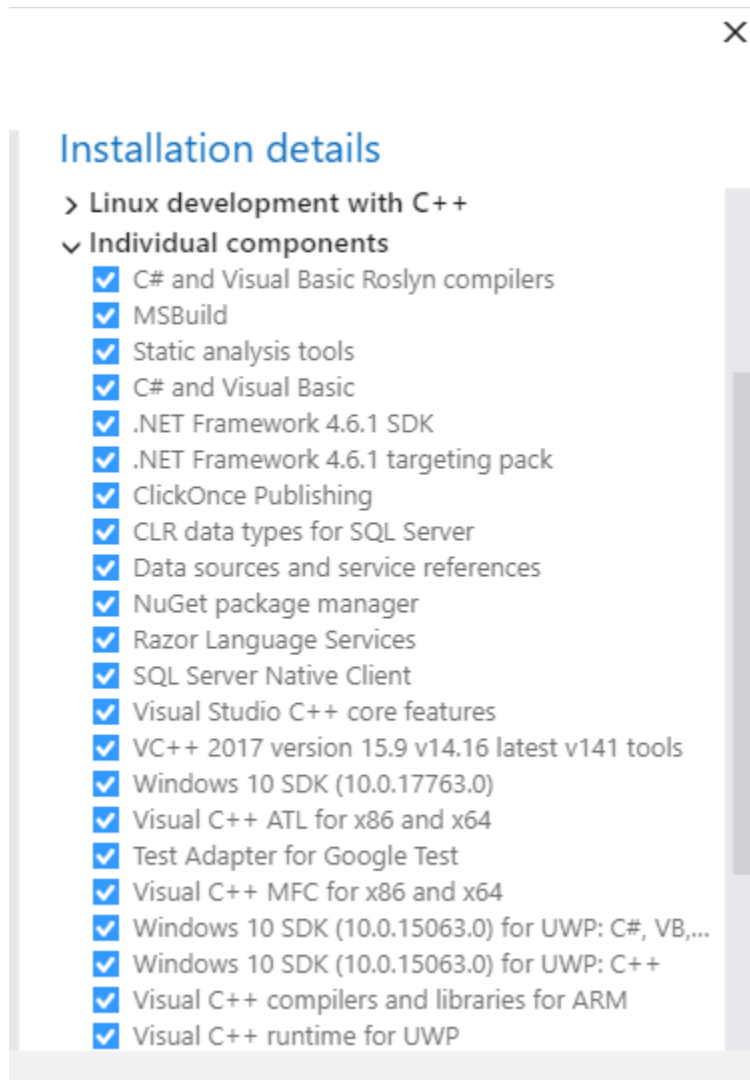 Installation details
Linux development with C++
Individual components
C# and Visual Basic Roslyn compilers
MSBuild
Static analysis tools
C# and Visual Basic
.NET Framework 4.6.1 SDK
.NET Framework 4.6.1 targeting pack
ClickOnce Publishing
CLR data types for SQL Server
Data sources and service references
NuGet package manager
Razor Language Services
SQL Server Native Client
Visual Studio C++ core features
VC++ 2017 version 15.9 v14.16 latest v141 tools
Windows 10 SDK (10.0.17763.0)
Visual C++ ATL for x86 and x64
Test Adapter for Google Test
Visual C++ MFC for x86 and x64
Windows 10 SDK (10.0.15063.0) for UWP: C#, VB,...
Windows 10 SDK (10.0.15063.0) for UWP: C++
Visual C++ compilers and libraries for ARM
Visual C++ runtime for UWP